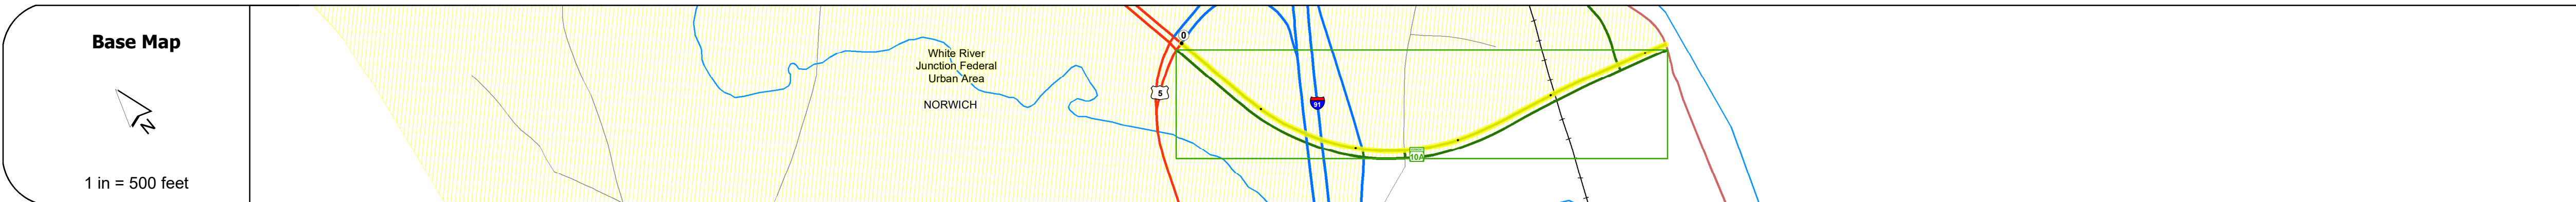 Base Map
N
1 in = 500 feet
White River
Junction Federal
Urban Area
NORWICH
0
5
91
10A